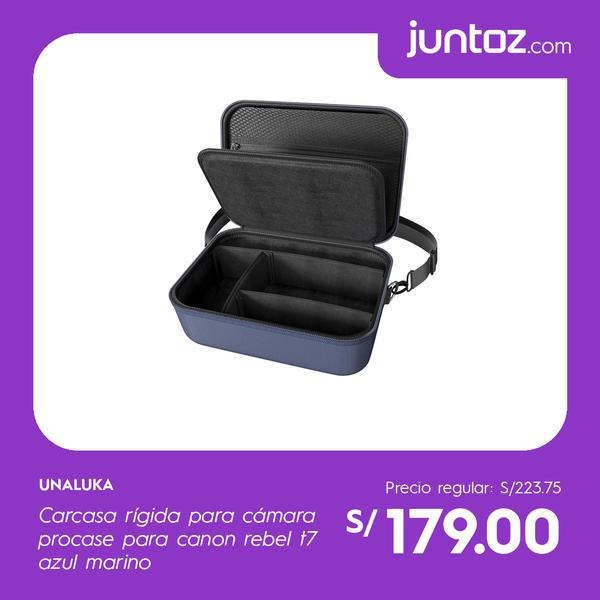 juntoz.com
UNALUKA
Carcasa rígida para cámara
procase para canon rebel t7
azul marino
Precio regular: S/223.75
S/179.00